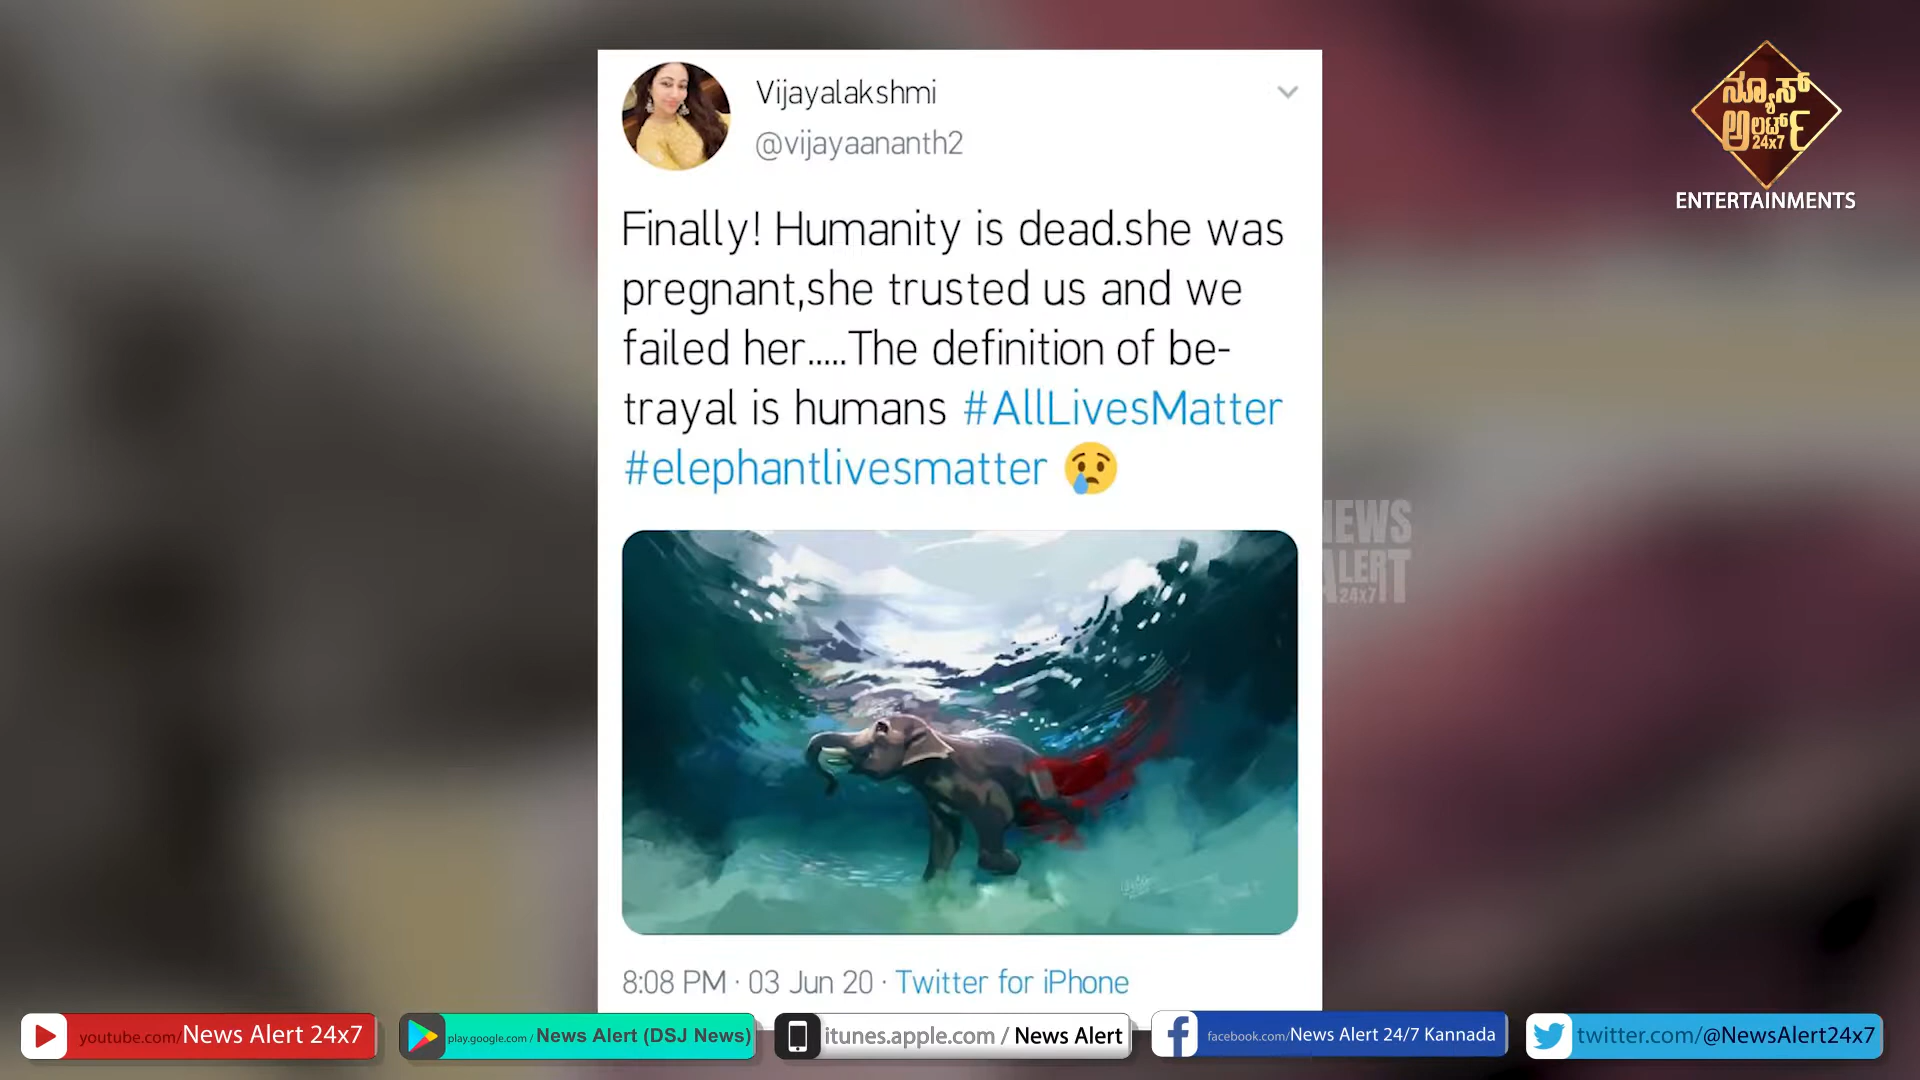 Vijayalakshmi
@vijayaananth2
Finally! Humanity is dead.she was
pregnant,she trusted us and we
failed her.....The definition of be-
trayal is humans #AllLivesMatter
#elephantlivesmatter 😢
8:08 PM · 03 Jun 20 · Twitter for iPhone
ನ್ಯೂಸ್
ಅಲರ್ಟ್
24x7
ENTERTAINMENTS
NEWS
ALERT
24x7
youtube.com/News Alert 24x7
play.google.com / News Alert (DSJ News)
itunes.apple.com / News Alert
facebook.com/News Alert 24/7 Kannada
twitter.com/@NewsAlert24x7